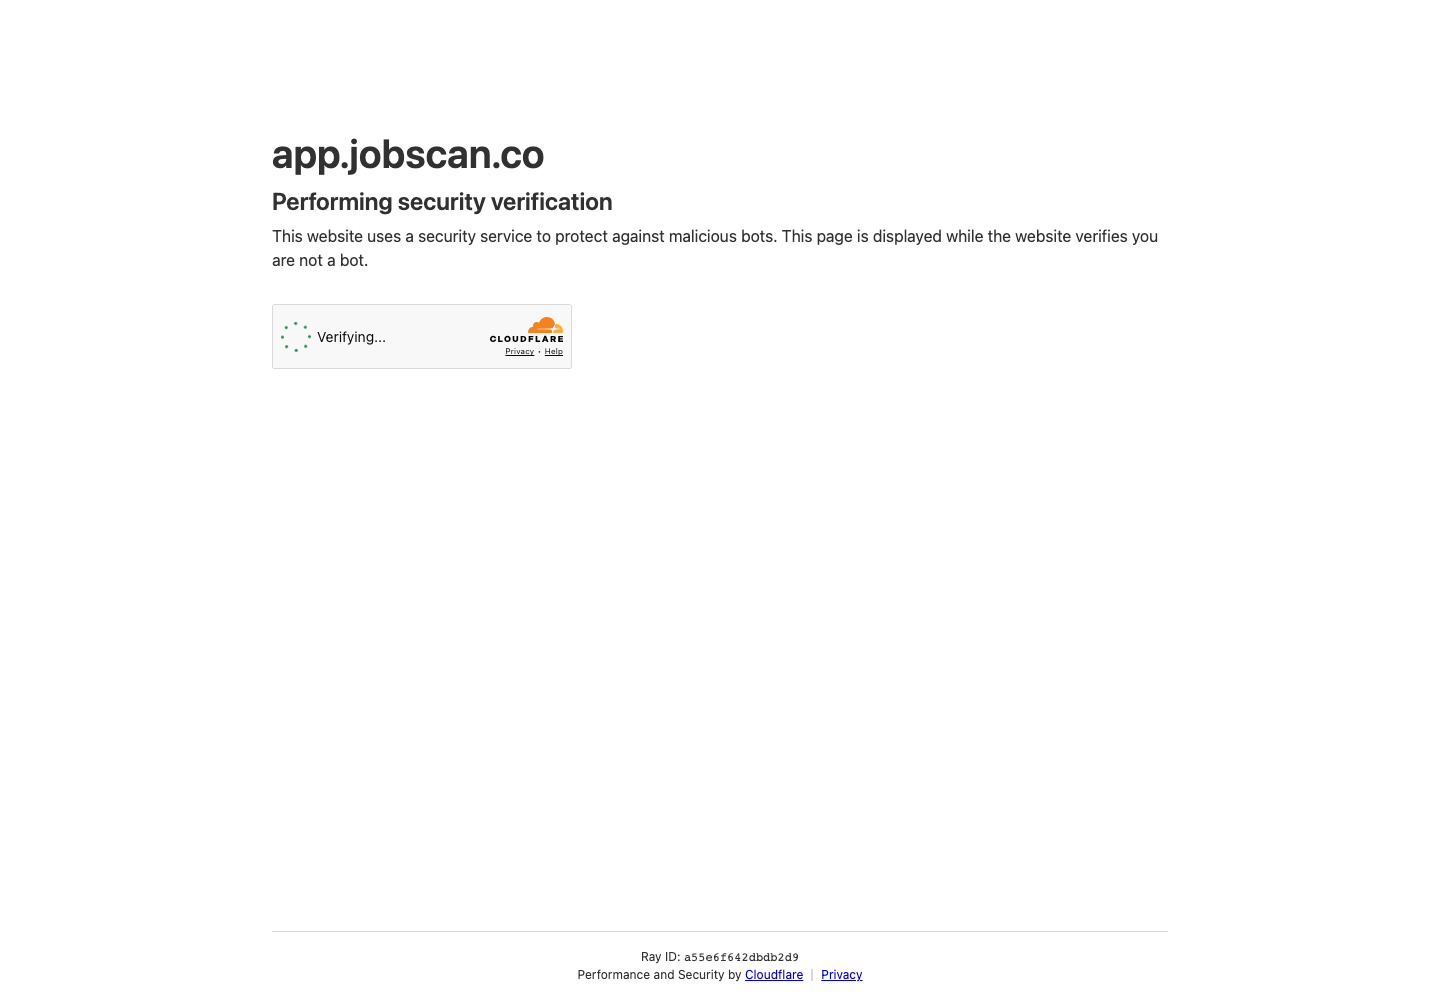 app.jobscan.co
Performing security verification
This website uses a security service to protect against malicious bots. This page is displayed while the website verifies you
are not a bot.
Verifying...
CLOUDFLARE
Privacy • Help
Ray ID: a55e6f642dbdb2d9
Performance and Security by Cloudflare | Privacy